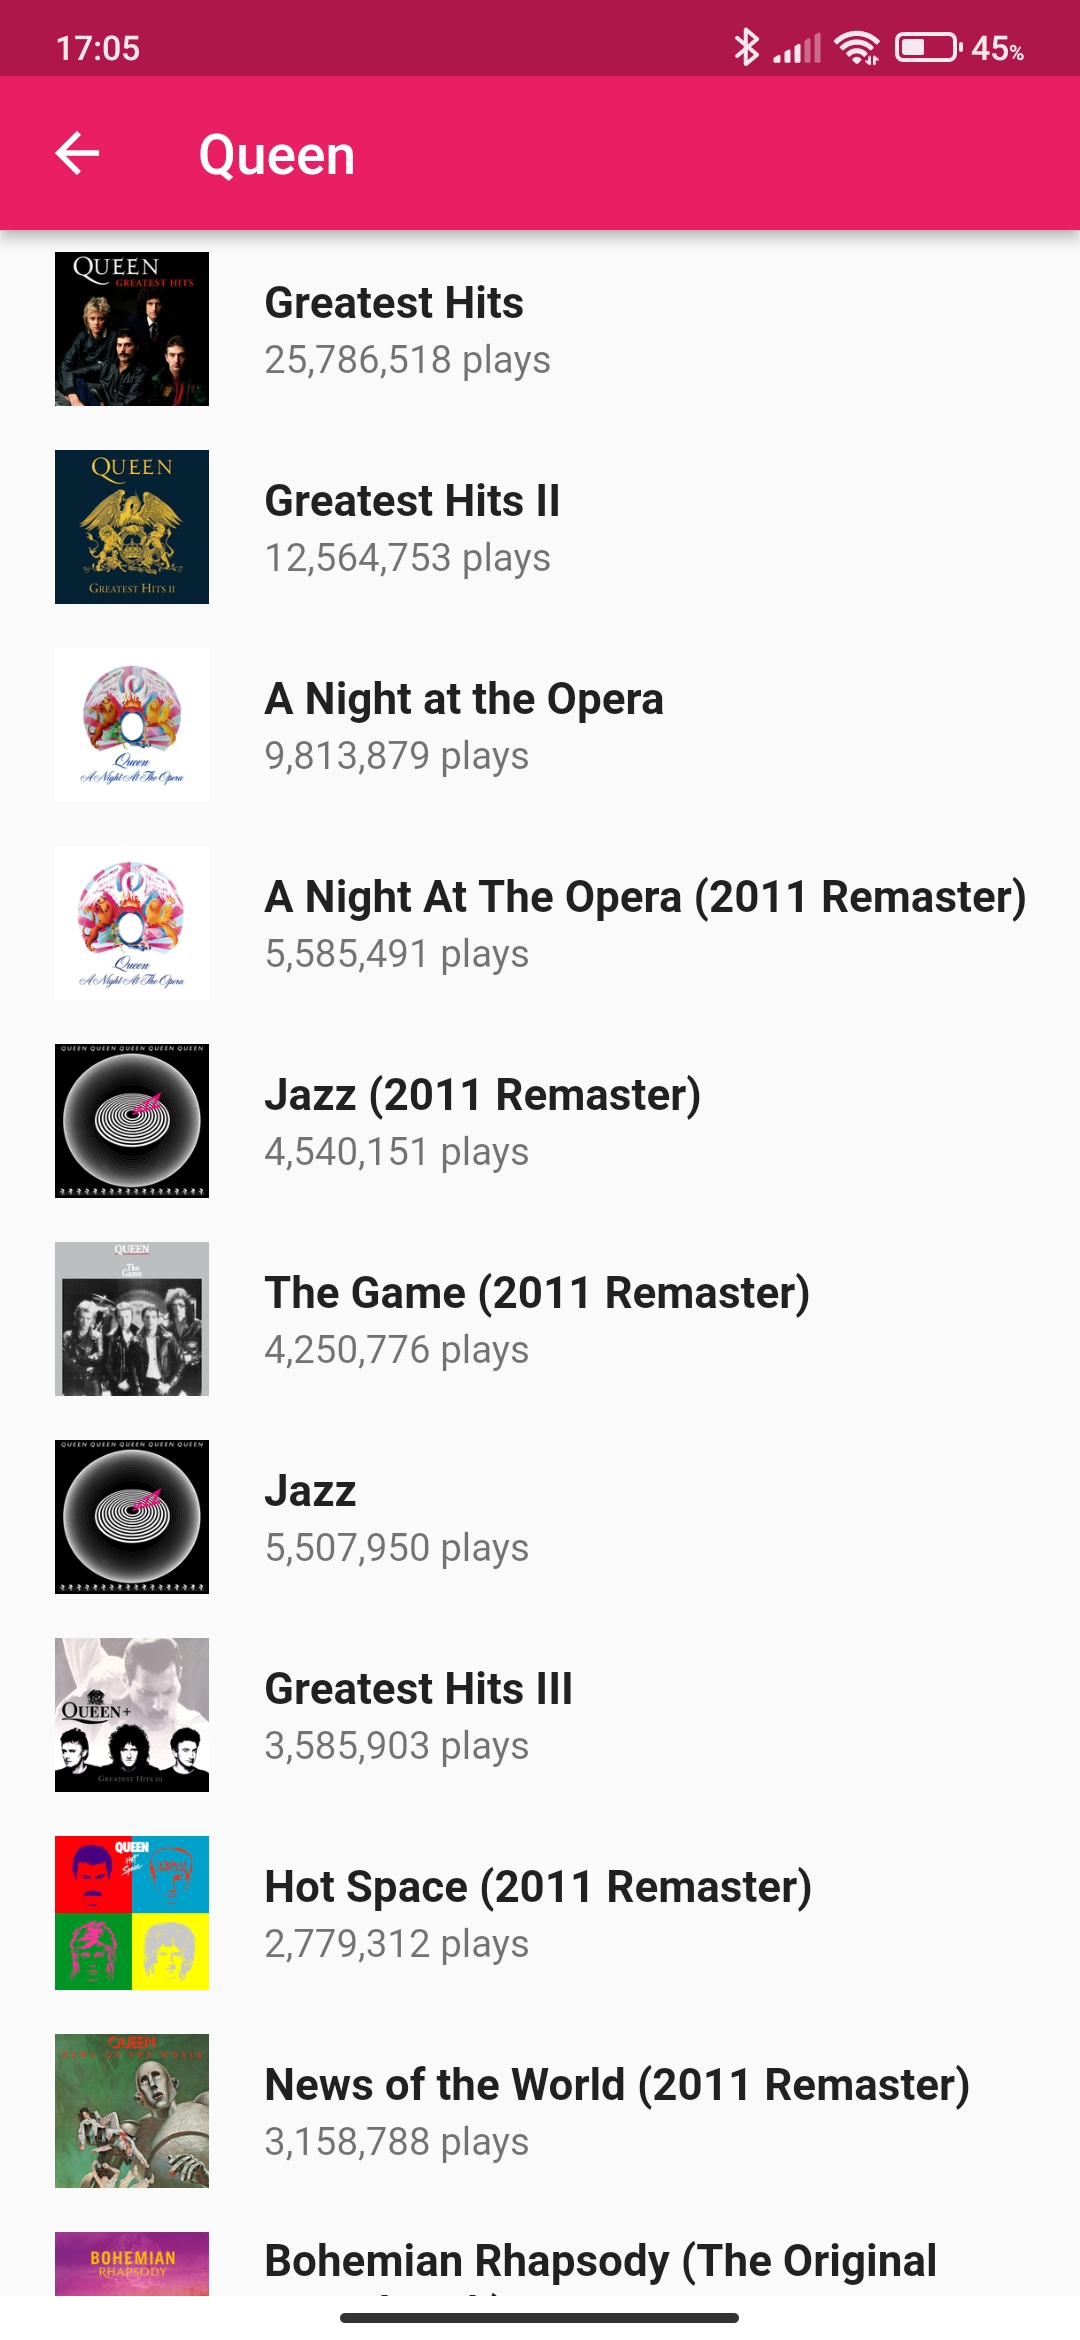 17:05
45%
Queen
QUEEN
GREATEST HITS
Greatest Hits
25,786,518 plays
QUEEN
GREATEST HITS II
Greatest Hits II
12,564,753 plays
Queen
A Night At The Opera
A Night at the Opera
9,813,879 plays
Queen
A Night At The Opera
A Night At The Opera (2011 Remaster)
5,585,491 plays
QUEEN QUEEN QUEEN QUEEN QUEEN
Jazz (2011 Remaster)
4,540,151 plays
QUEEN
The
Game
The Game (2011 Remaster)
4,250,776 plays
QUEEN QUEEN QUEEN QUEEN QUEEN
Jazz
5,507,950 plays
QUEEN+
GREATEST HITS III
Greatest Hits III
3,585,903 plays
QUEEN
Hot
Space
Hot Space (2011 Remaster)
2,779,312 plays
QUEEN
NEWS OF THE WORLD
News of the World (2011 Remaster)
3,158,788 plays
BOHEMIAN
RHAPSODY
Bohemian Rhapsody (The Original